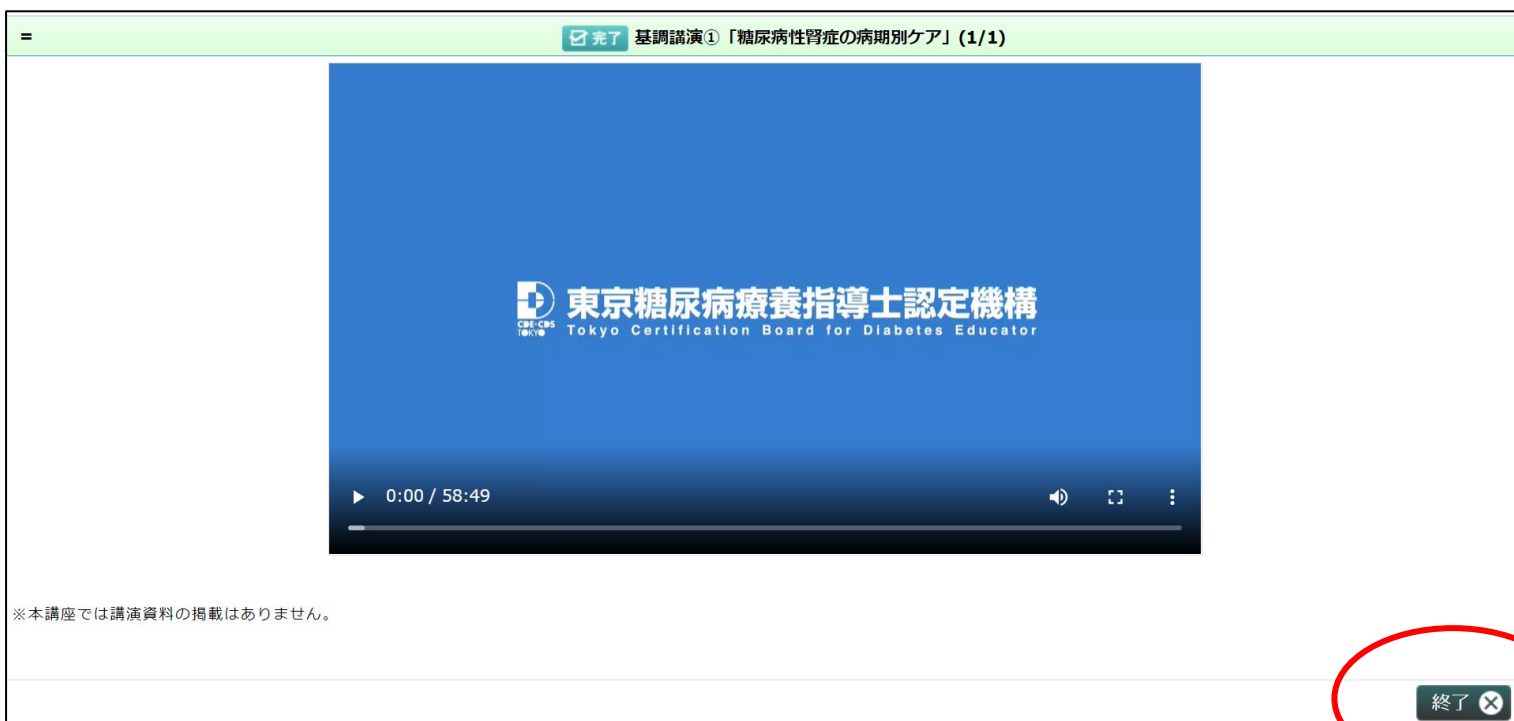 =
完了 基調講演①「糖尿病性腎症の病期別ケア」(1/1)
東京糖尿病療養指導士認定機構
CDE-CDS
TOKYO
Tokyo Certification Board for Diabetes Educator
0:00 / 58:49
※本講座では講演資料の掲載はありません。
終了